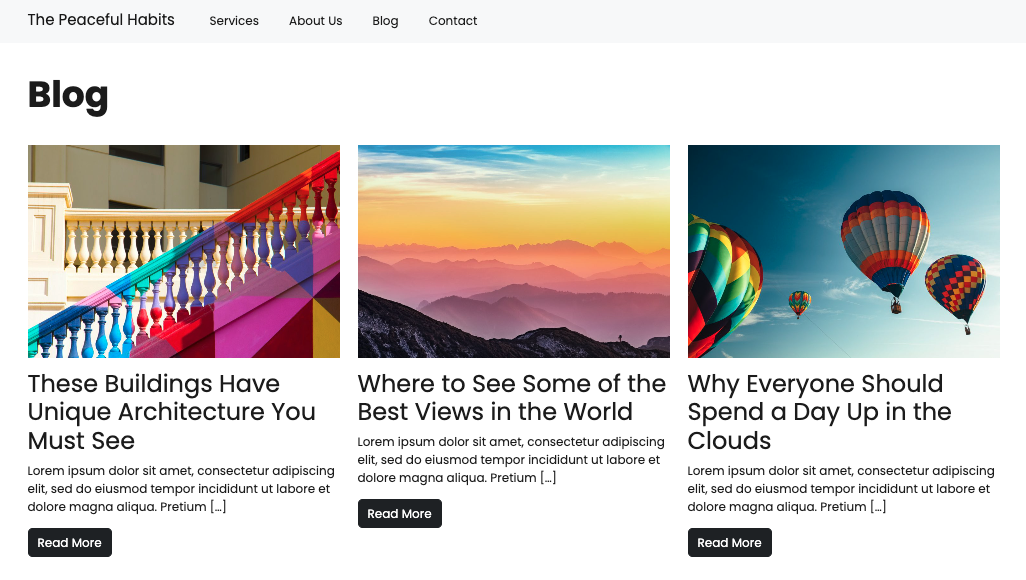 The Peaceful Habits Services About Us Blog Contact
Blog
These Buildings Have
Unique Architecture You
Must See
Lorem ipsum dolor sit amet, consectetur adipiscing
elit, sed do eiusmod tempor incididunt ut labore et
dolore magna aliqua. Pretium […]
Read More
Where to See Some of the
Best Views in the World
Lorem ipsum dolor sit amet, consectetur adipiscing
elit, sed do eiusmod tempor incididunt ut labore et
dolore magna aliqua. Pretium […]
Read More
Why Everyone Should
Spend a Day Up in the
Clouds
Lorem ipsum dolor sit amet, consectetur adipiscing
elit, sed do eiusmod tempor incididunt ut labore et
dolore magna aliqua. Pretium […]
Read More